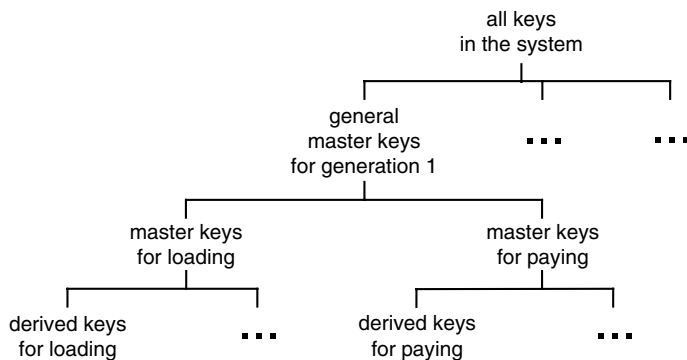 all keys
in the system
general
master keys
for generation 1
...
...
master keys
for loading
master keys
for paying
derived keys
for loading
...
derived keys
for paying
...